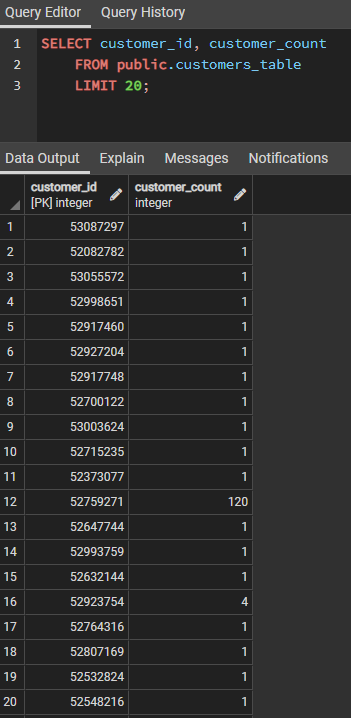 Query Editor Query History
1 SELECT customer_id, customer_count
2 FROM public.customers_table
3 LIMIT 20;
Data Output Explain Messages Notifications
customer_id customer_count
[PK] integer integer
1 53087297 1
2 52082782 1
3 53055572 1
4 52998651 1
5 52917460 1
6 52927204 1
7 52917748 1
8 52700122 1
9 53003624 1
10 52715235 1
11 52373077 1
12 52759271 120
13 52647744 1
14 52993759 1
15 52632144 1
16 52923754 4
17 52764316 1
18 52807169 1
19 52532824 1
20 52548216 1